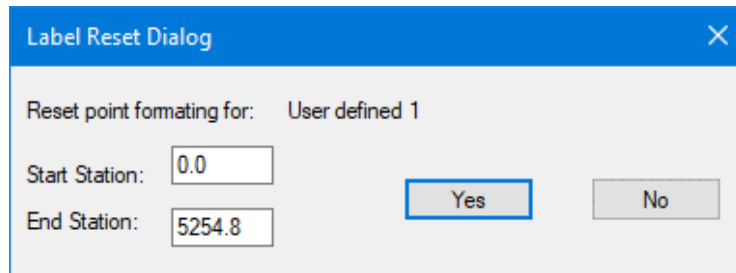 Label Reset Dialog
Reset point formating for: User defined 1
Start Station: 0.0
End Station: 5254.8
Yes No